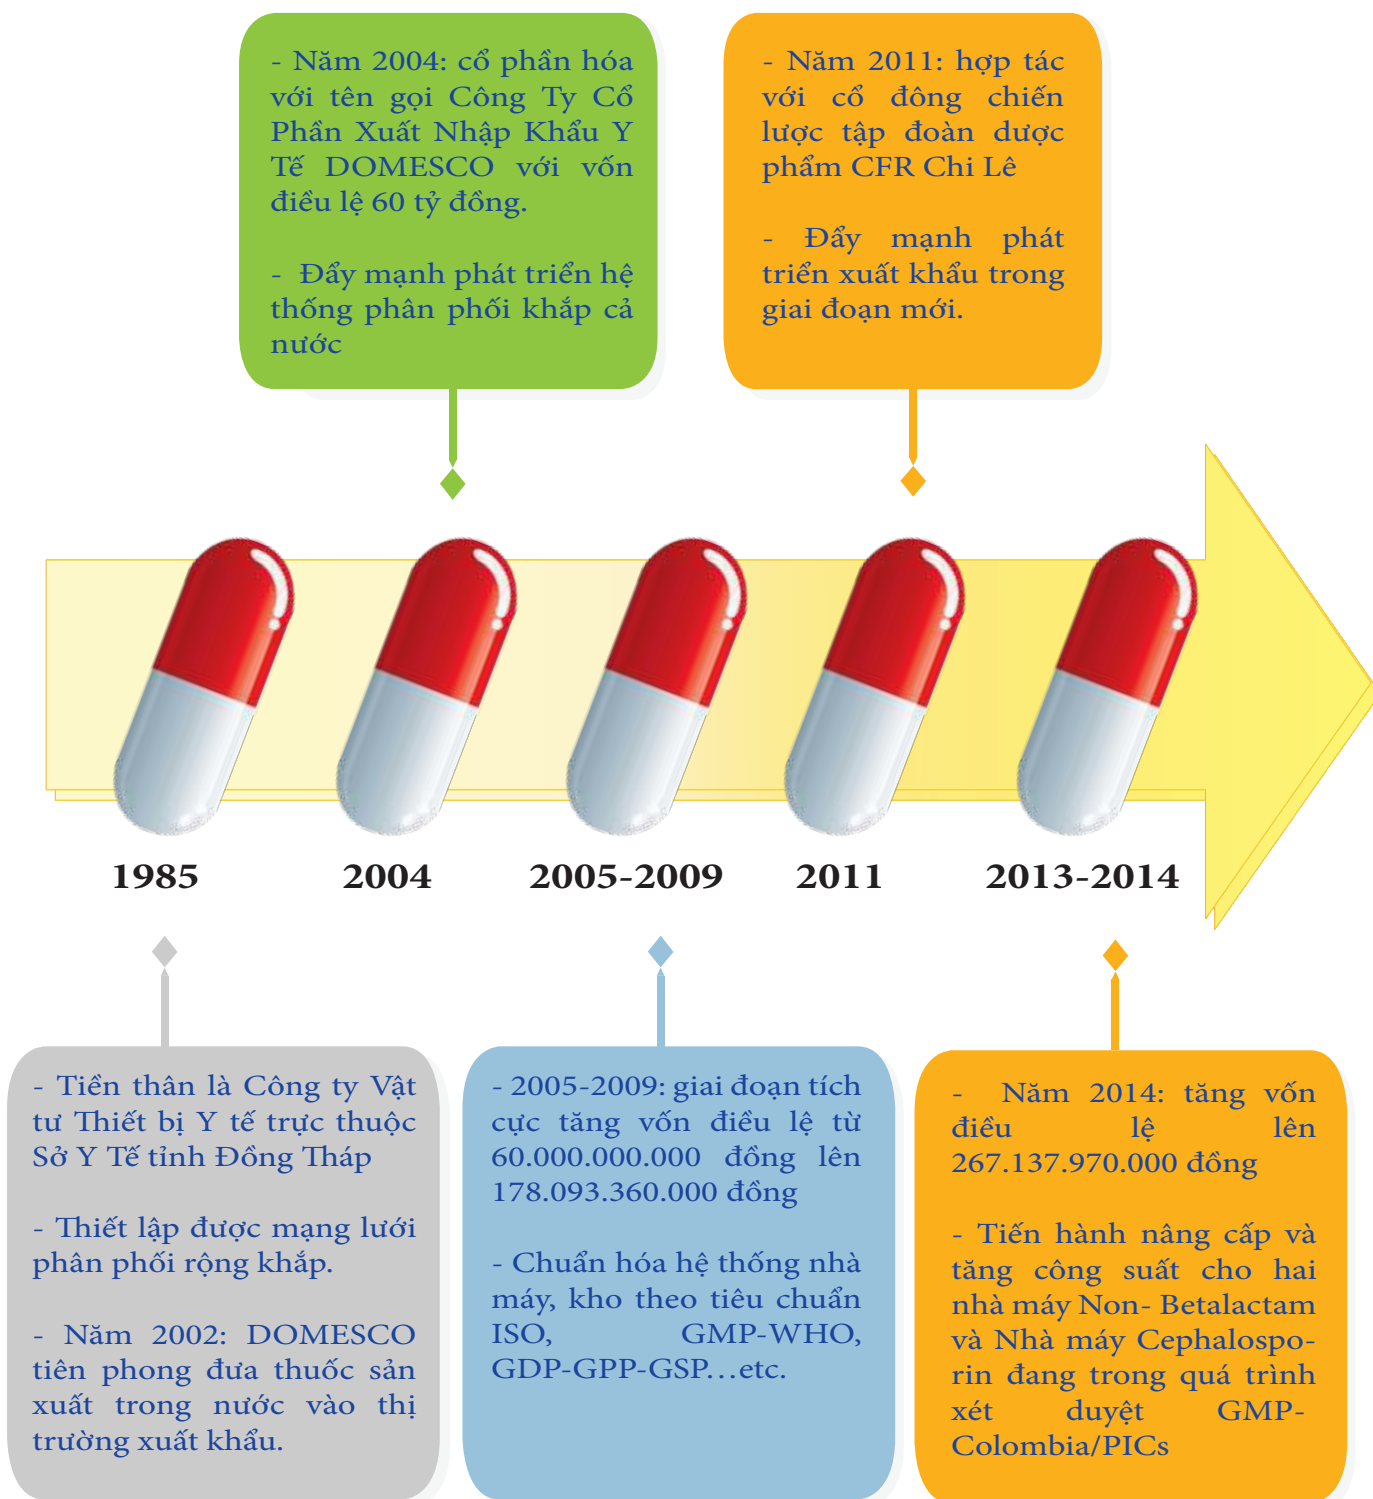 - Năm 2004: cổ phần hóa
với tên gọi Công Ty Cổ
Phần Xuất Nhập Khẩu Y
Tế DOMESCO với vốn
điều lệ 60 tỷ đồng.
- Đẩy mạnh phát triển hệ
thống phân phối khắp cả
nước
- Năm 2011: hợp tác
với cổ đông chiến
lược tập đoàn dược
phẩm CFR Chi Lê
- Đẩy mạnh phát
triển xuất khẩu trong
giai đoạn mới.
1985
2004
2005-2009
2011
2013-2014
- Tiền thân là Công ty Vật
tư Thiết bị Y tế trực thuộc
Sở Y Tế tỉnh Đồng Tháp
- Thiết lập được mạng lưới
phân phối rộng khắp.
- Năm 2002: DOMESCO
tiên phong đưa thuốc sản
xuất trong nước vào thị
trường xuất khẩu.
- 2005-2009: giai đoạn tích
cực tăng vốn điều lệ từ
60.000.000.000 đồng lên
178.093.360.000 đồng
- Chuẩn hóa hệ thống nhà
máy, kho theo tiêu chuẩn
ISO, GMP-WHO,
GDP-GPP-GSP...etc.
- Năm 2014: tăng vốn
điều lệ lên
267.137.970.000 đồng
- Tiến hành nâng cấp và
tăng công suất cho hai
nhà máy Non- Betalactam
và Nhà máy Cephalospo-
rin đang trong quá trình
xét duyệt GMP-
Colombia/PICs